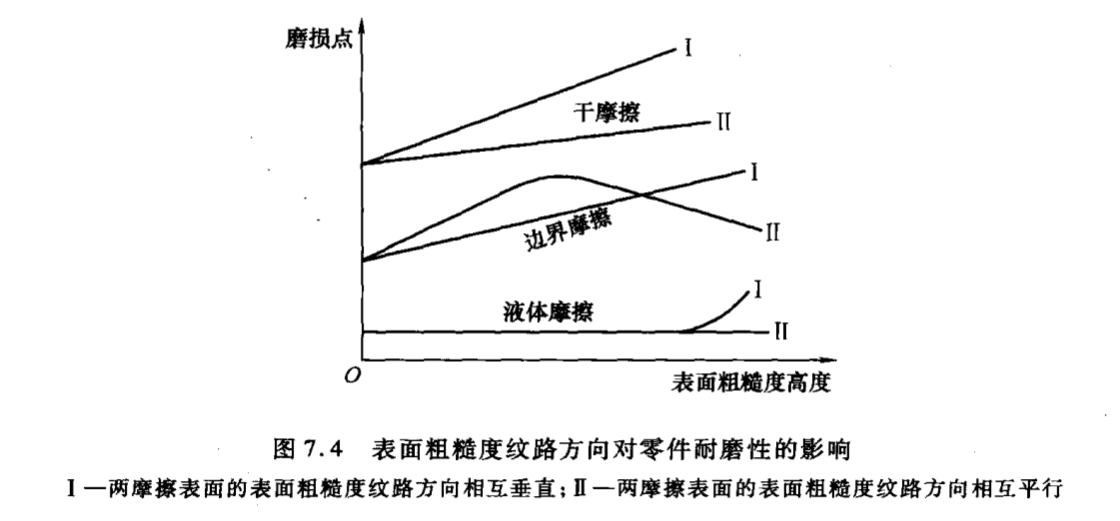 磨损点
Ⅰ
干摩擦
Ⅱ
Ⅰ
边界摩擦
Ⅱ
Ⅰ
液体摩擦
Ⅱ
O
表面粗糙度高度
图 7.4 表面粗糙度纹路方向对零件耐磨性的影响
Ⅰ—两摩擦表面的表面粗糙度纹路方向相互垂直;Ⅱ—两摩擦表面的表面粗糙度纹路方向相互平行